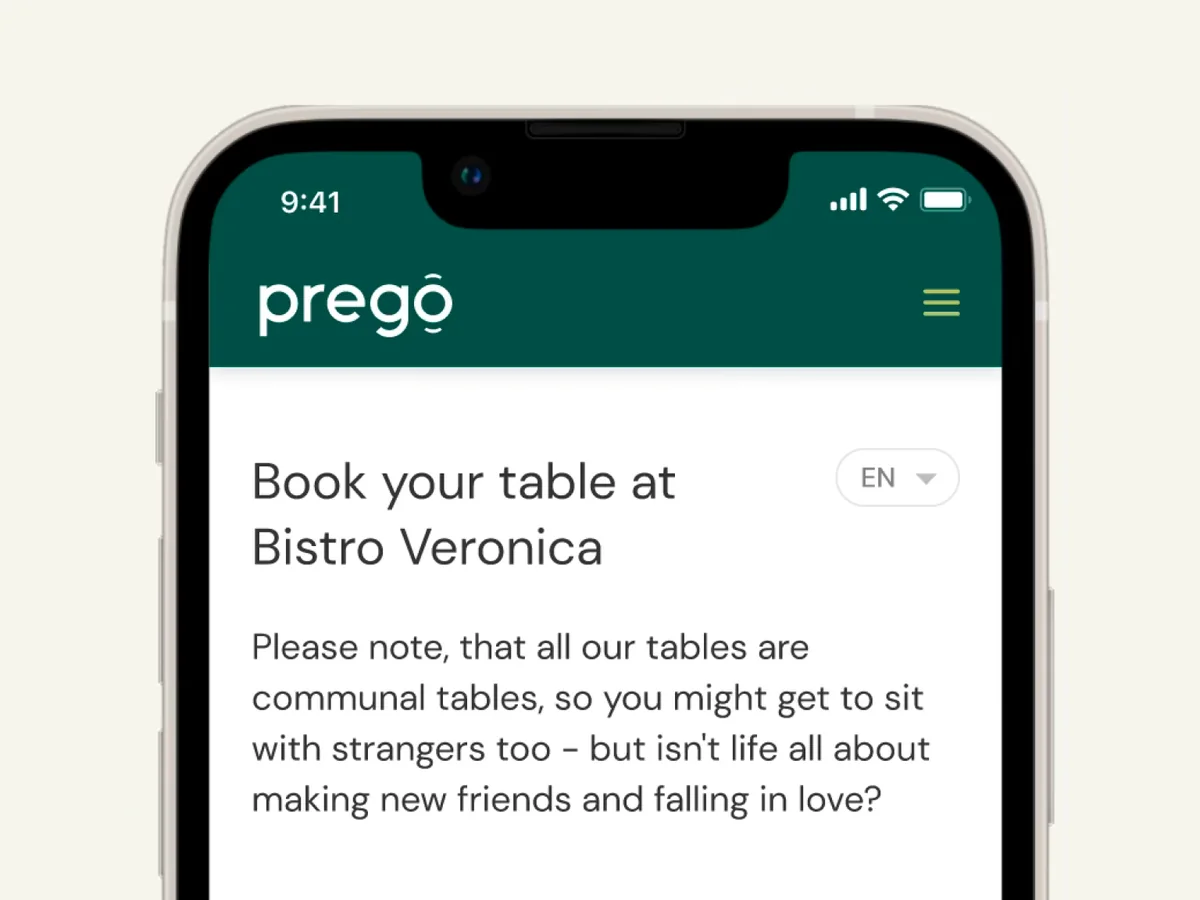 9:41
pregô
Book your table at
EN
Bistro Veronica
Please note, that all our tables are
communal tables, so you might get to sit
with strangers too - but isn't life all about
making new friends and falling in love?